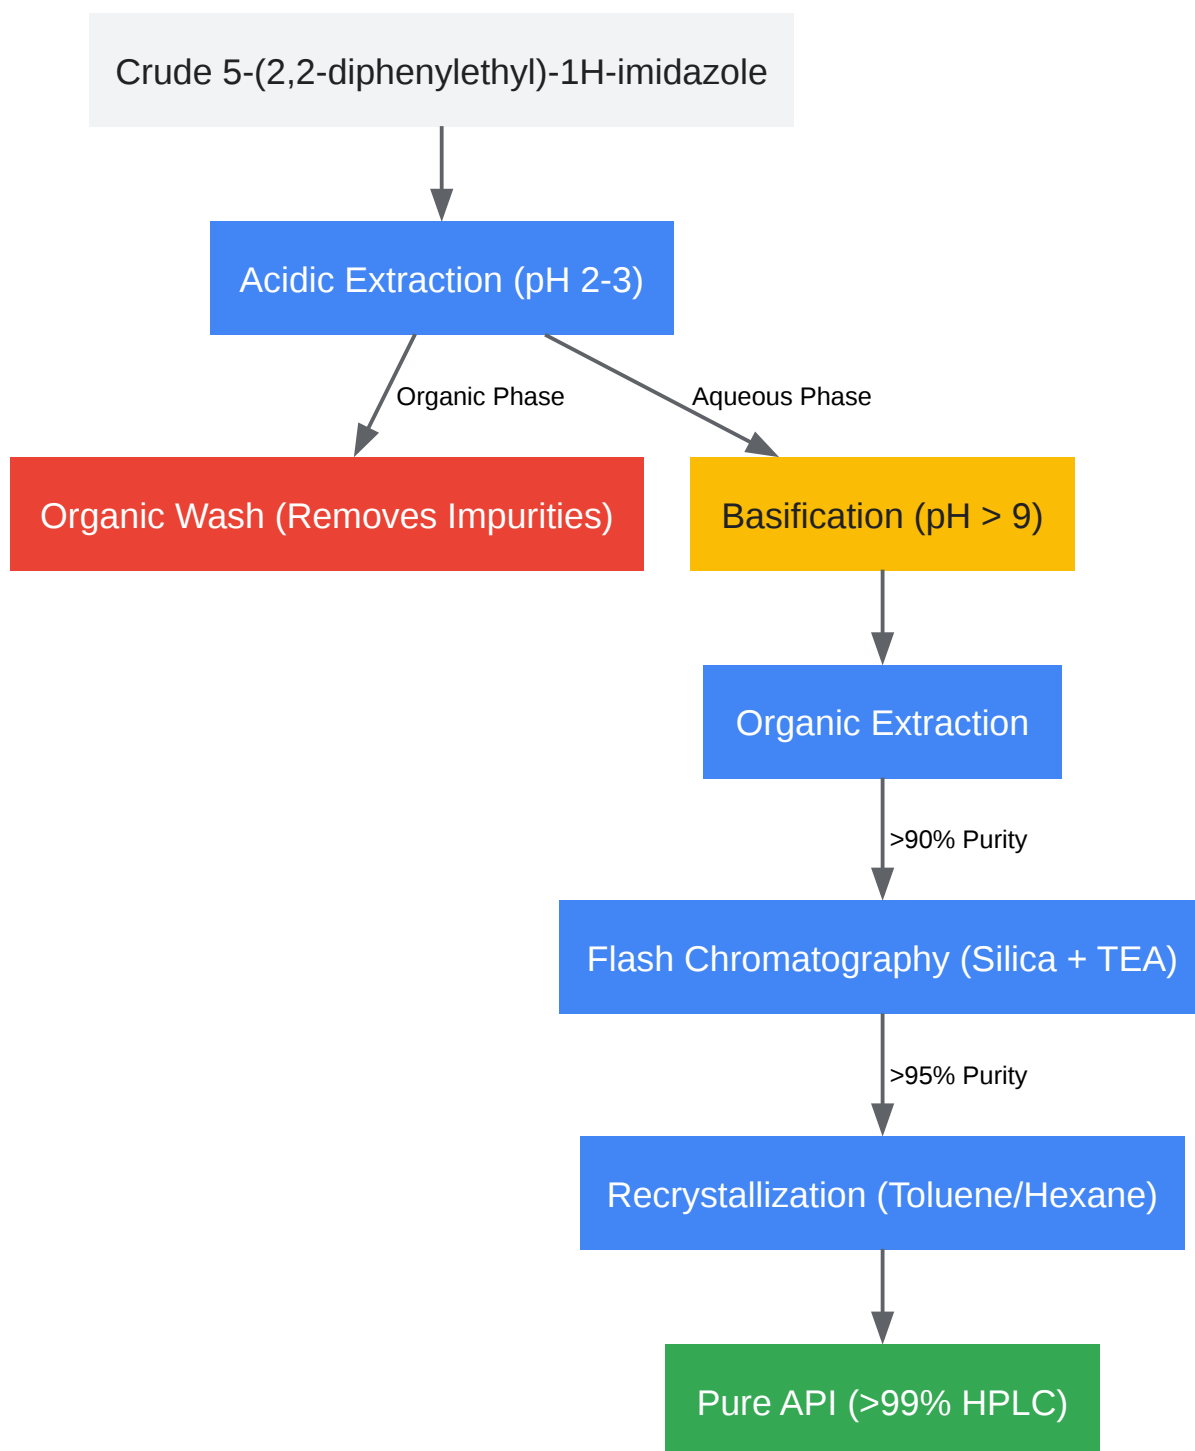 Crude 5-(2,2-diphenylethyl)-1H-imidazole
Acidic Extraction (pH 2-3)
Organic Phase
Aqueous Phase
Organic Wash (Removes Impurities)
Basification (pH > 9)
Organic Extraction
>90% Purity
Flash Chromatography (Silica + TEA)
>95% Purity
Recrystallization (Toluene/Hexane)
Pure API (>99% HPLC)